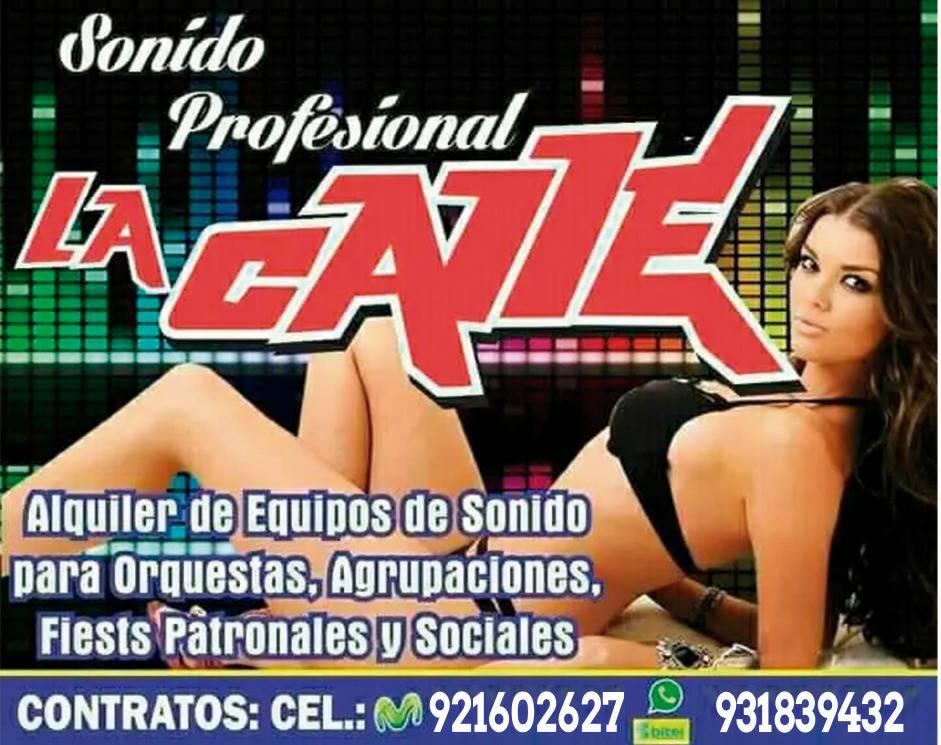 Sonido
Profesional
LA CALLE
Alquiler de Equipos de Sonido
para Orquestas, Agrupaciones,
Fiests Patronales y Sociales
CONTRATOS: CEL.: 921602627 bitel 931839432